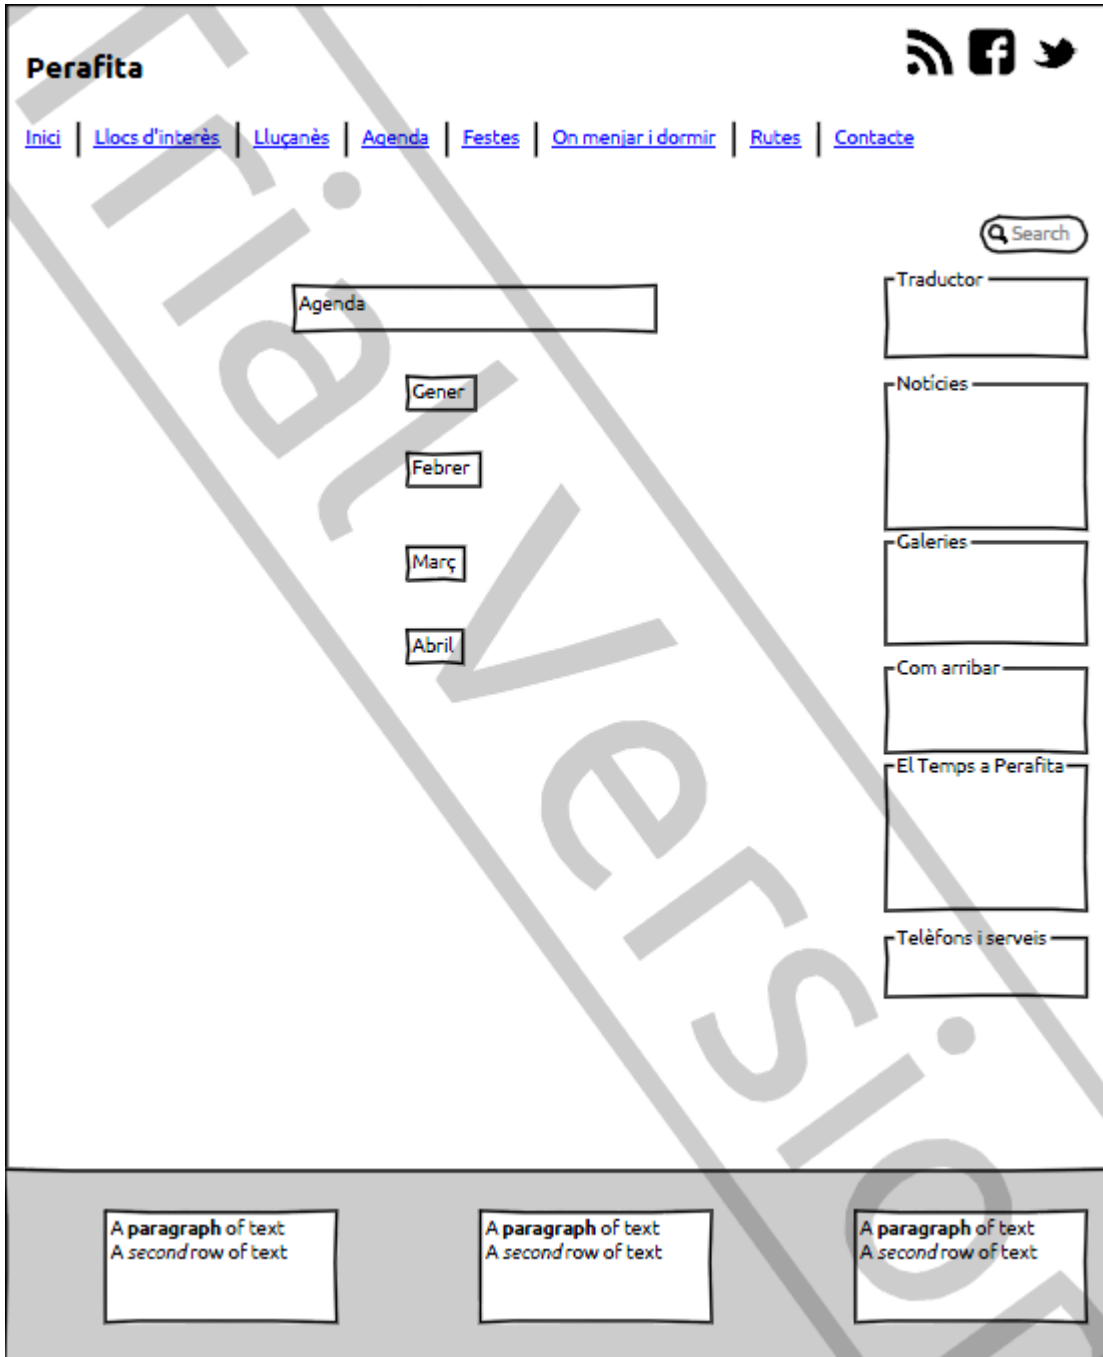 Perafita
Inici | Llocs d'interès | Lluçanès | Agenda | Festes | On menjar i dormir | Rutes | Contacte
Search
Agenda
Gener
Febrer
Març
Abril
Traductor
Notícies
Galeries
Com arribar
El Temps a Perafita
Telèfons i serveis
A paragraph of text
A second row of text
A paragraph of text
A second row of text
A paragraph of text
A second row of text
Trial Version